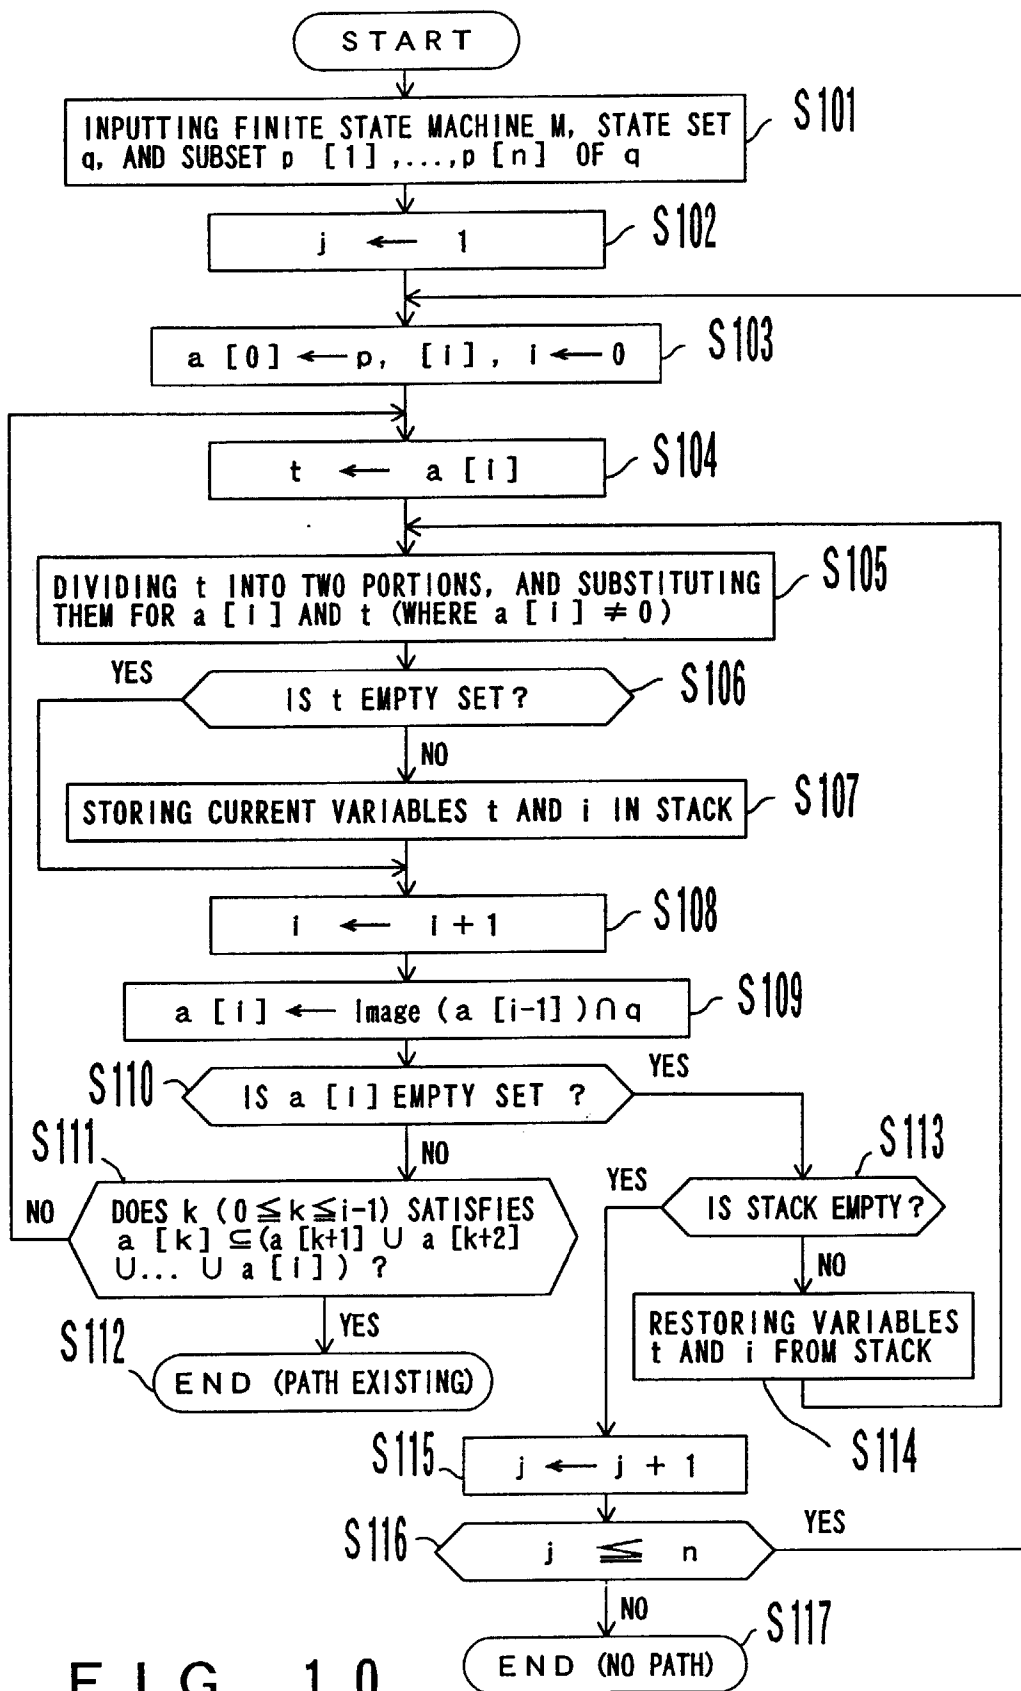 START
S101
INPUTTING FINITE STATE MACHINE M, STATE SET
q, AND SUBSET p [1] ,...,p [n] OF q
S102
j ← 1
S103
a [0] ← p, [i], i ← 0
S104
t ← a [i]
S105
DIVIDING t INTO TWO PORTIONS, AND SUBSTITUTING
THEM FOR a [i] AND t (WHERE a [i] ≠ 0)
YES
S106
IS t EMPTY SET?
NO
S107
STORING CURRENT VARIABLES t AND i IN STACK
S108
i ← i + 1
S109
a [i] ← Image (a [i-1]) ∩ q
S110
YES
IS a [i] EMPTY SET ?
S111
NO
S113
NO
YES
DOES k (0 ≦ k ≦ i-1) SATISFIES
a [k] ⊆ (a [k+1] ∪ a [k+2]
∪... ∪ a [i]) ?
IS STACK EMPTY?
NO
YES
RESTORING VARIABLES
t AND i FROM STACK
S112
END (PATH EXISTING)
S114
S115
j ← j + 1
S116
YES
j ≦ n
NO
S117
END (NO PATH)
FIG. 10